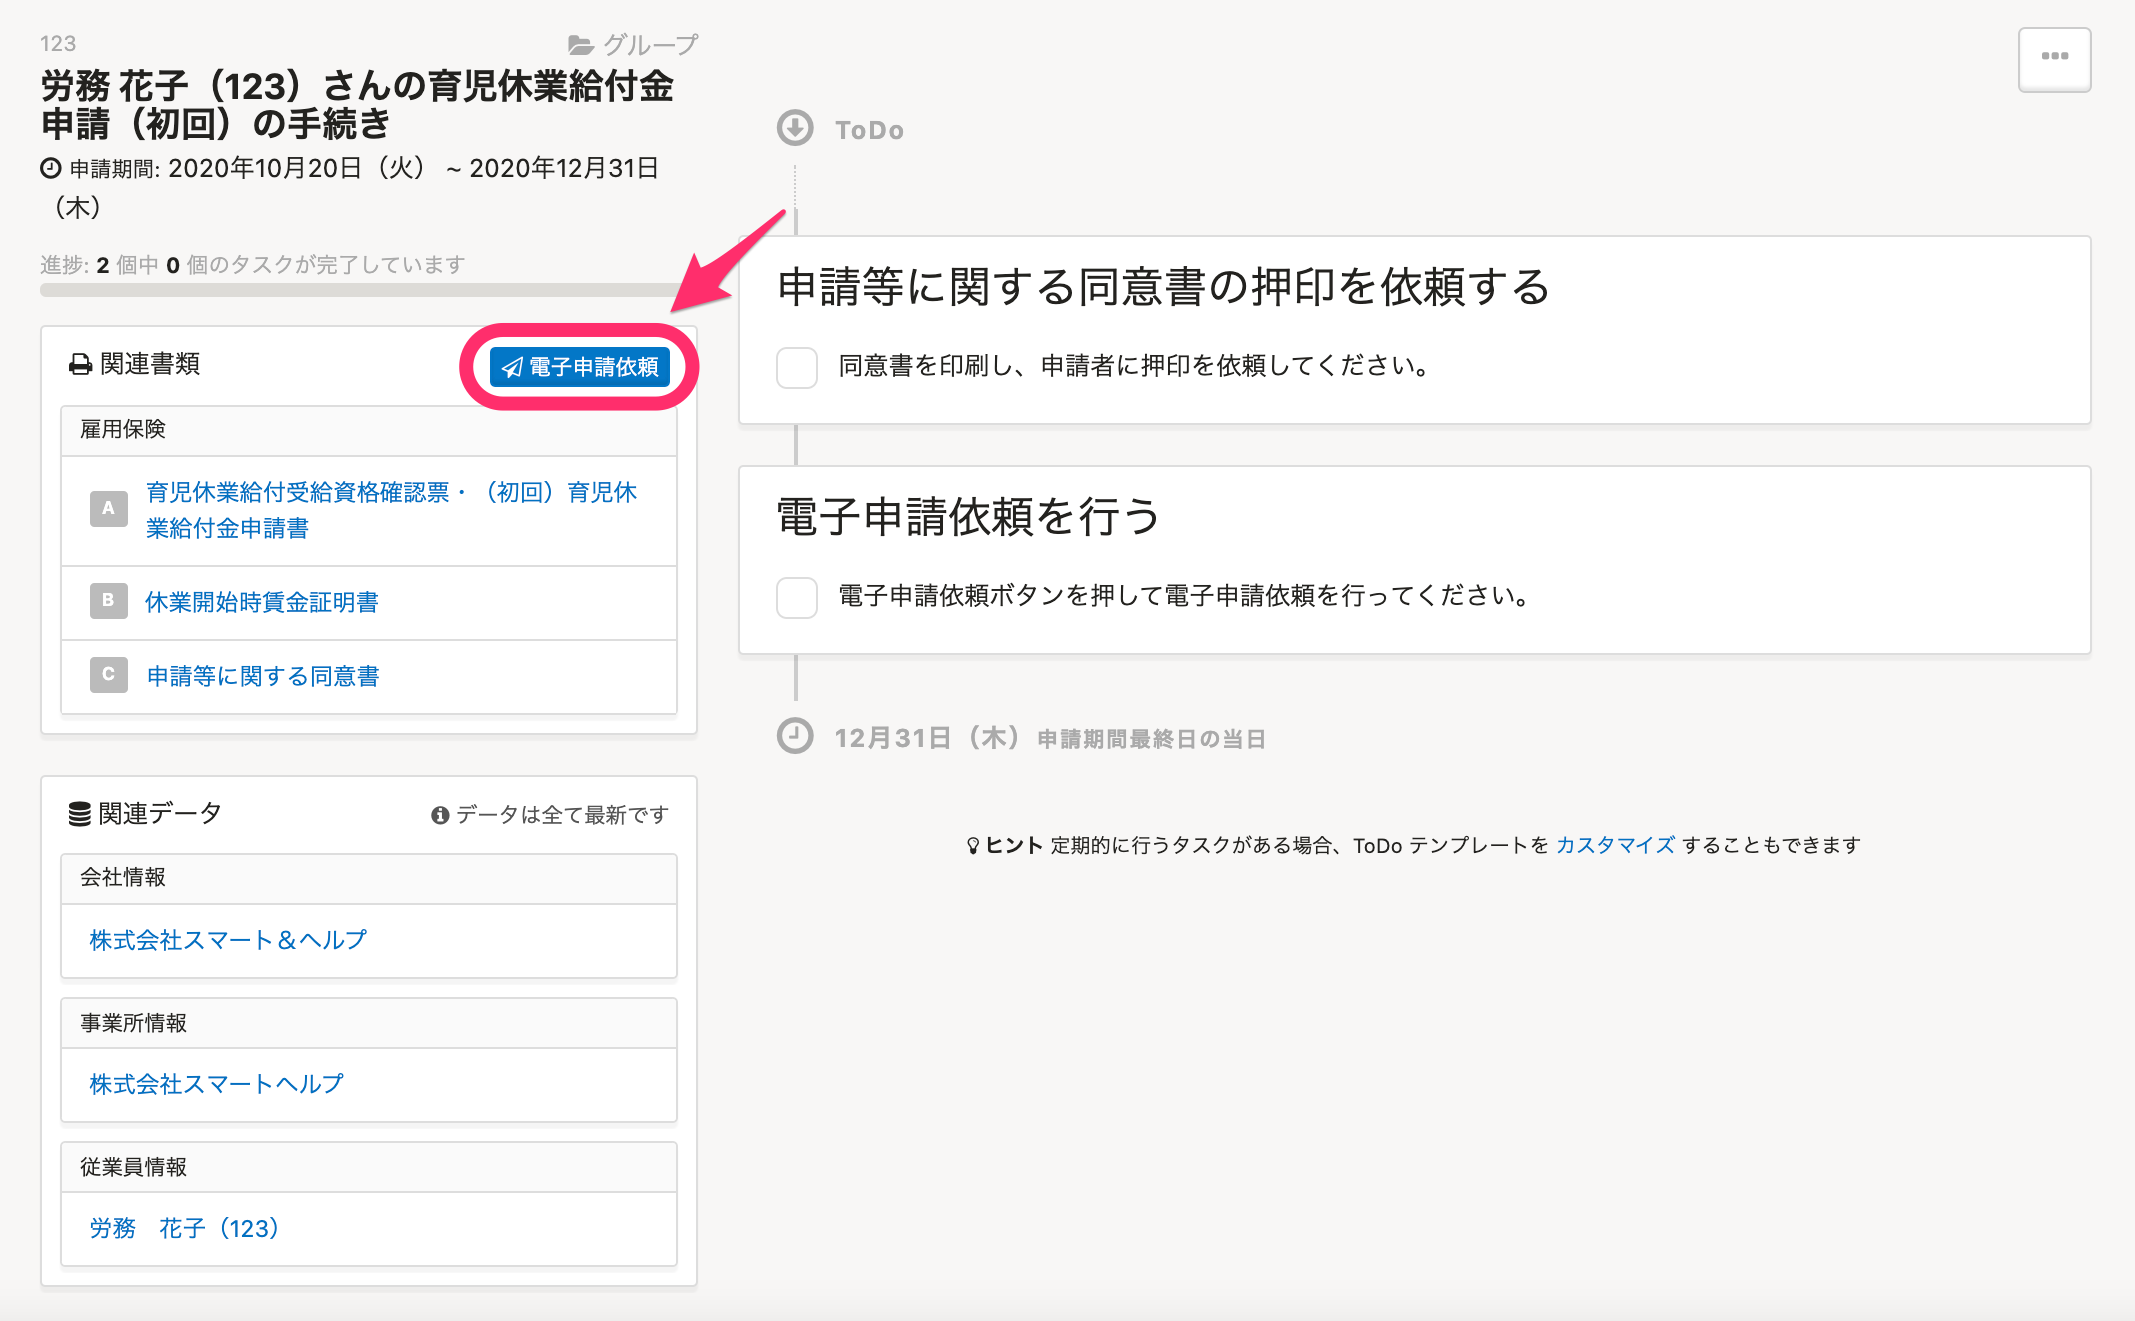 123
グループ
労務 花子（123）さんの育児休業給付金
申請（初回）の手続き
申請期間: 2020年10月20日（火） ~ 2020年12月31日
（木）
進捗: 2 個中 0 個のタスクが完了しています
関連書類
電子申請依頼
雇用保険
A 育児休業給付受給資格確認票・（初回）育児休
業給付金申請書
B 休業開始時賃金証明書
C 申請等に関する同意書
関連データ
データは全て最新です
会社情報
株式会社スマート＆ヘルプ
事業所情報
株式会社スマートヘルプ
従業員情報
労務　花子（123）
ToDo
申請等に関する同意書の押印を依頼する
同意書を印刷し、申請者に押印を依頼してください。
電子申請依頼を行う
電子申請依頼ボタンを押して電子申請依頼を行ってください。
12月31日（木） 申請期間最終日の当日
ヒント 定期的に行うタスクがある場合、ToDo テンプレートを カスタマイズ することもできます